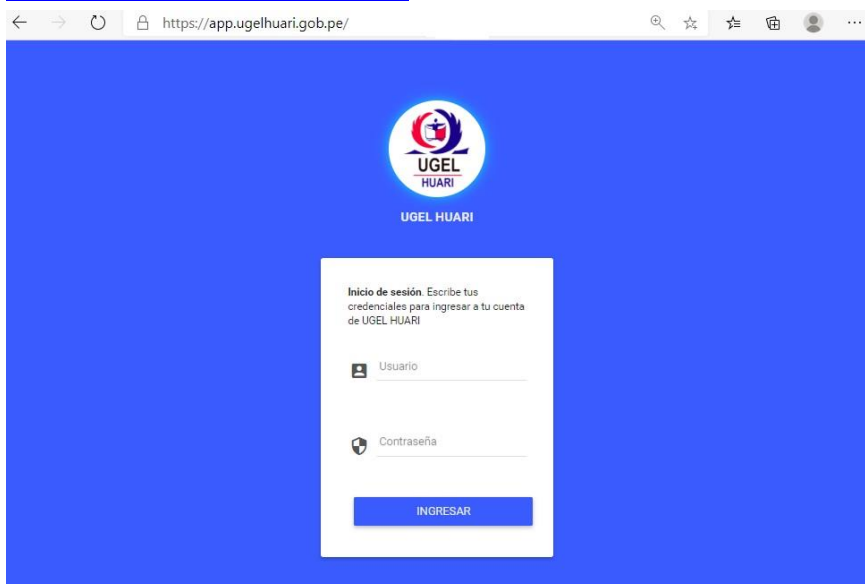 https://app.ugelhuari.gob.pe/
UGEL
HUARI
UGEL HUARI
Inicio de sesión. Escribe tus
credenciales para ingresar a tu cuenta
de UGEL HUARI
Usuario
Contraseña
INGRESAR